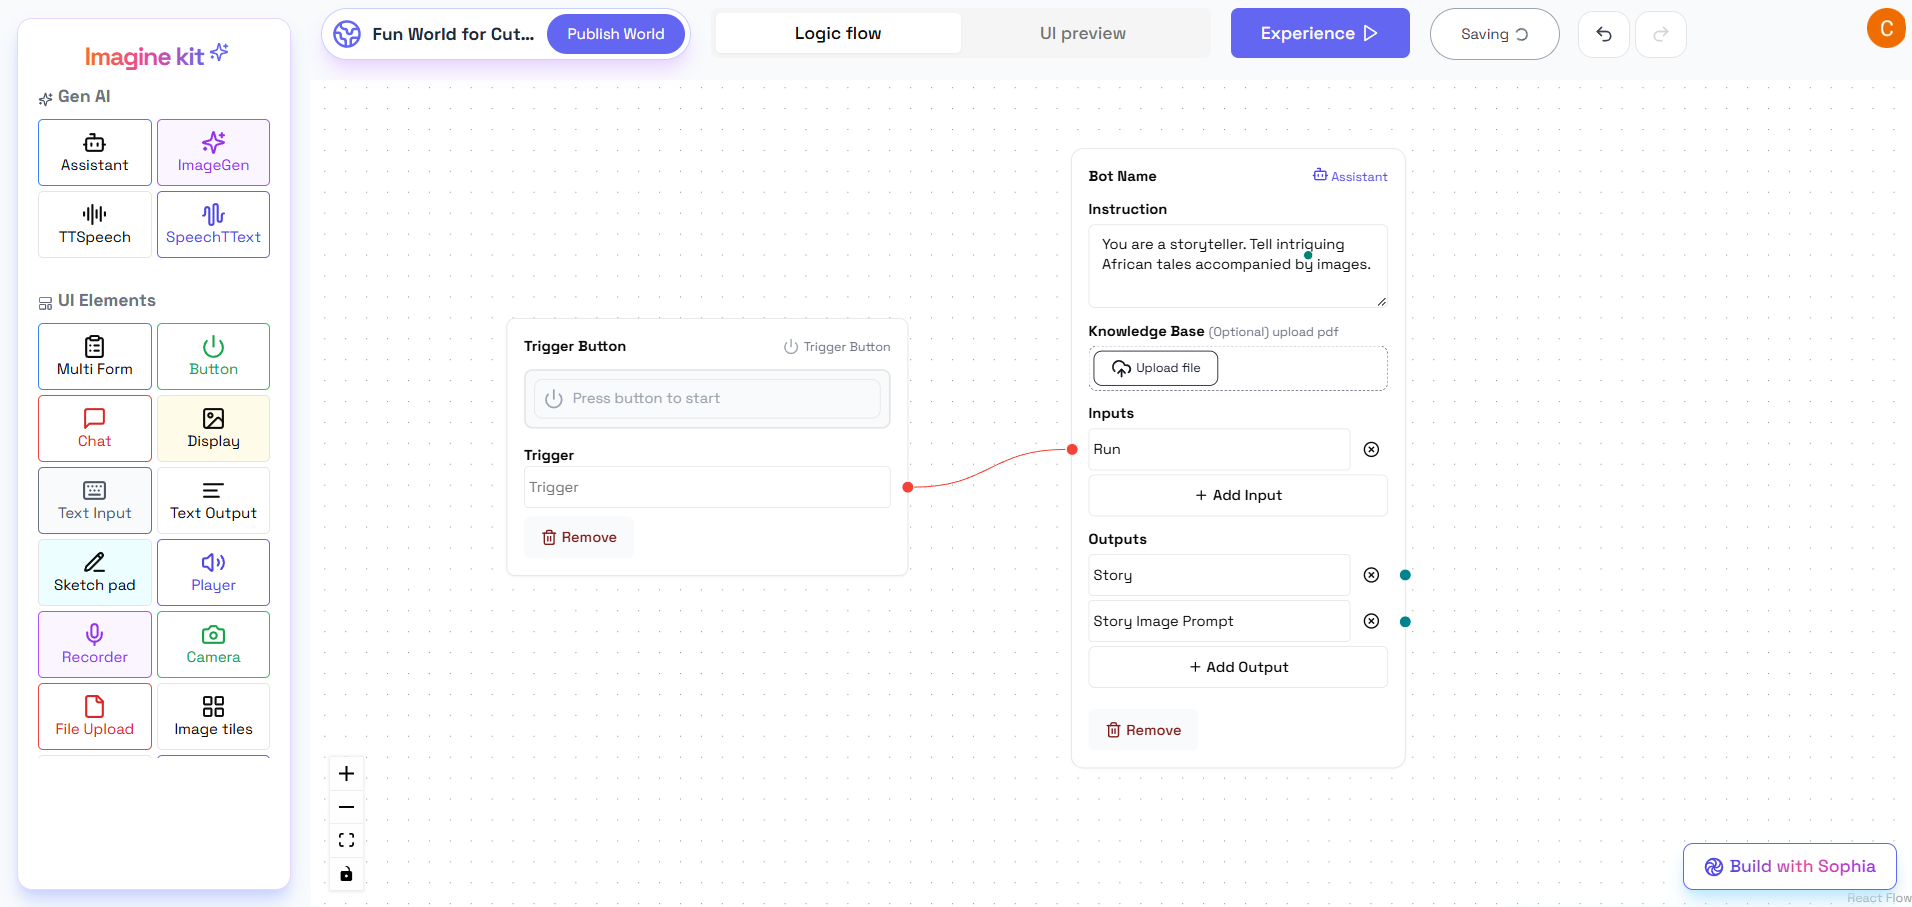 Imagine kit
Gen AI
Assistant
ImageGen
TTSpeech
SpeechTText
UI Elements
Multi Form
Button
Chat
Display
Text Input
Text Output
Sketch pad
Player
Recorder
Camera
File Upload
Image tiles
Fun World for Cut...
Publish World
Logic flow
UI preview
Experience
Saving
C
Trigger Button
Trigger Button
Press button to start
Trigger
Trigger
Remove
Bot Name
Assistant
Instruction
You are a storyteller. Tell intriguing
African tales accompanied by images.
Knowledge Base (Optional) upload pdf
Upload file
Inputs
Run
+ Add Input
Outputs
Story
Story Image Prompt
+ Add Output
Remove
Build with Sophia
React Flow